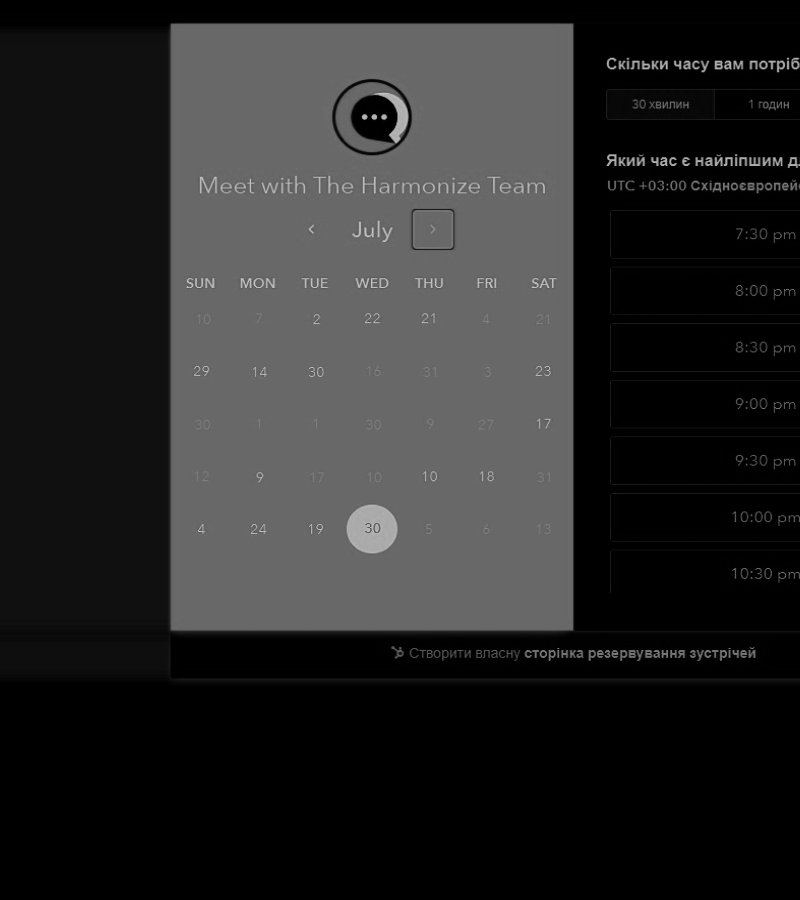 Meet with The Harmonize Team
July
SUN MON TUE WED THU FRI SAT
10 7 2 22 21 4 21
29 14 30 16 31 3 23
30 1 1 30 9 27 17
12 9 17 10 10 18 31
4 24 19 30 5 6 13
Скільки часу вам
30 хвилин 1 годин
Який час є найліпшим
UTC +03:00
7:30 pm
8:00 pm
8:30 pm
9:00 pm
9:30 pm
10:00 pm
10:30 pm
Створити власну сторінка резервування зустрічей